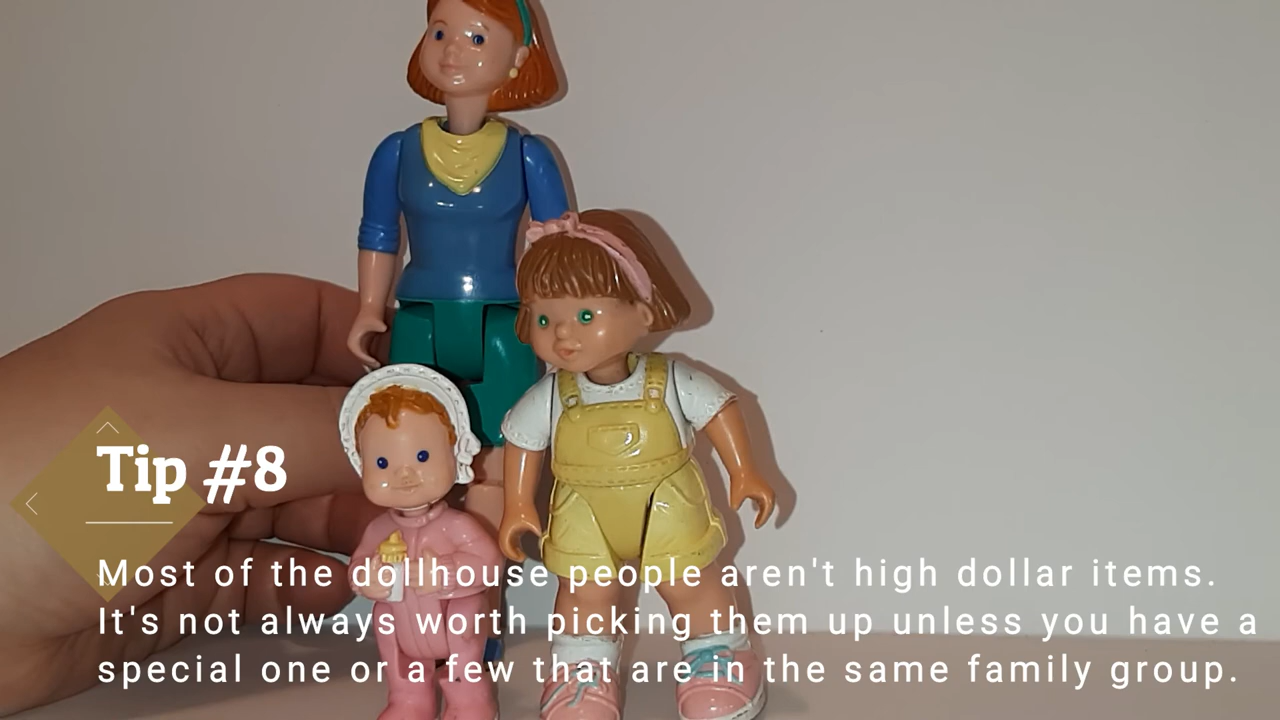 Tip #8
Most of the dollhouse people aren't high dollar items.
It's not always worth picking them up unless you have a
special one or a few that are in the same family group.